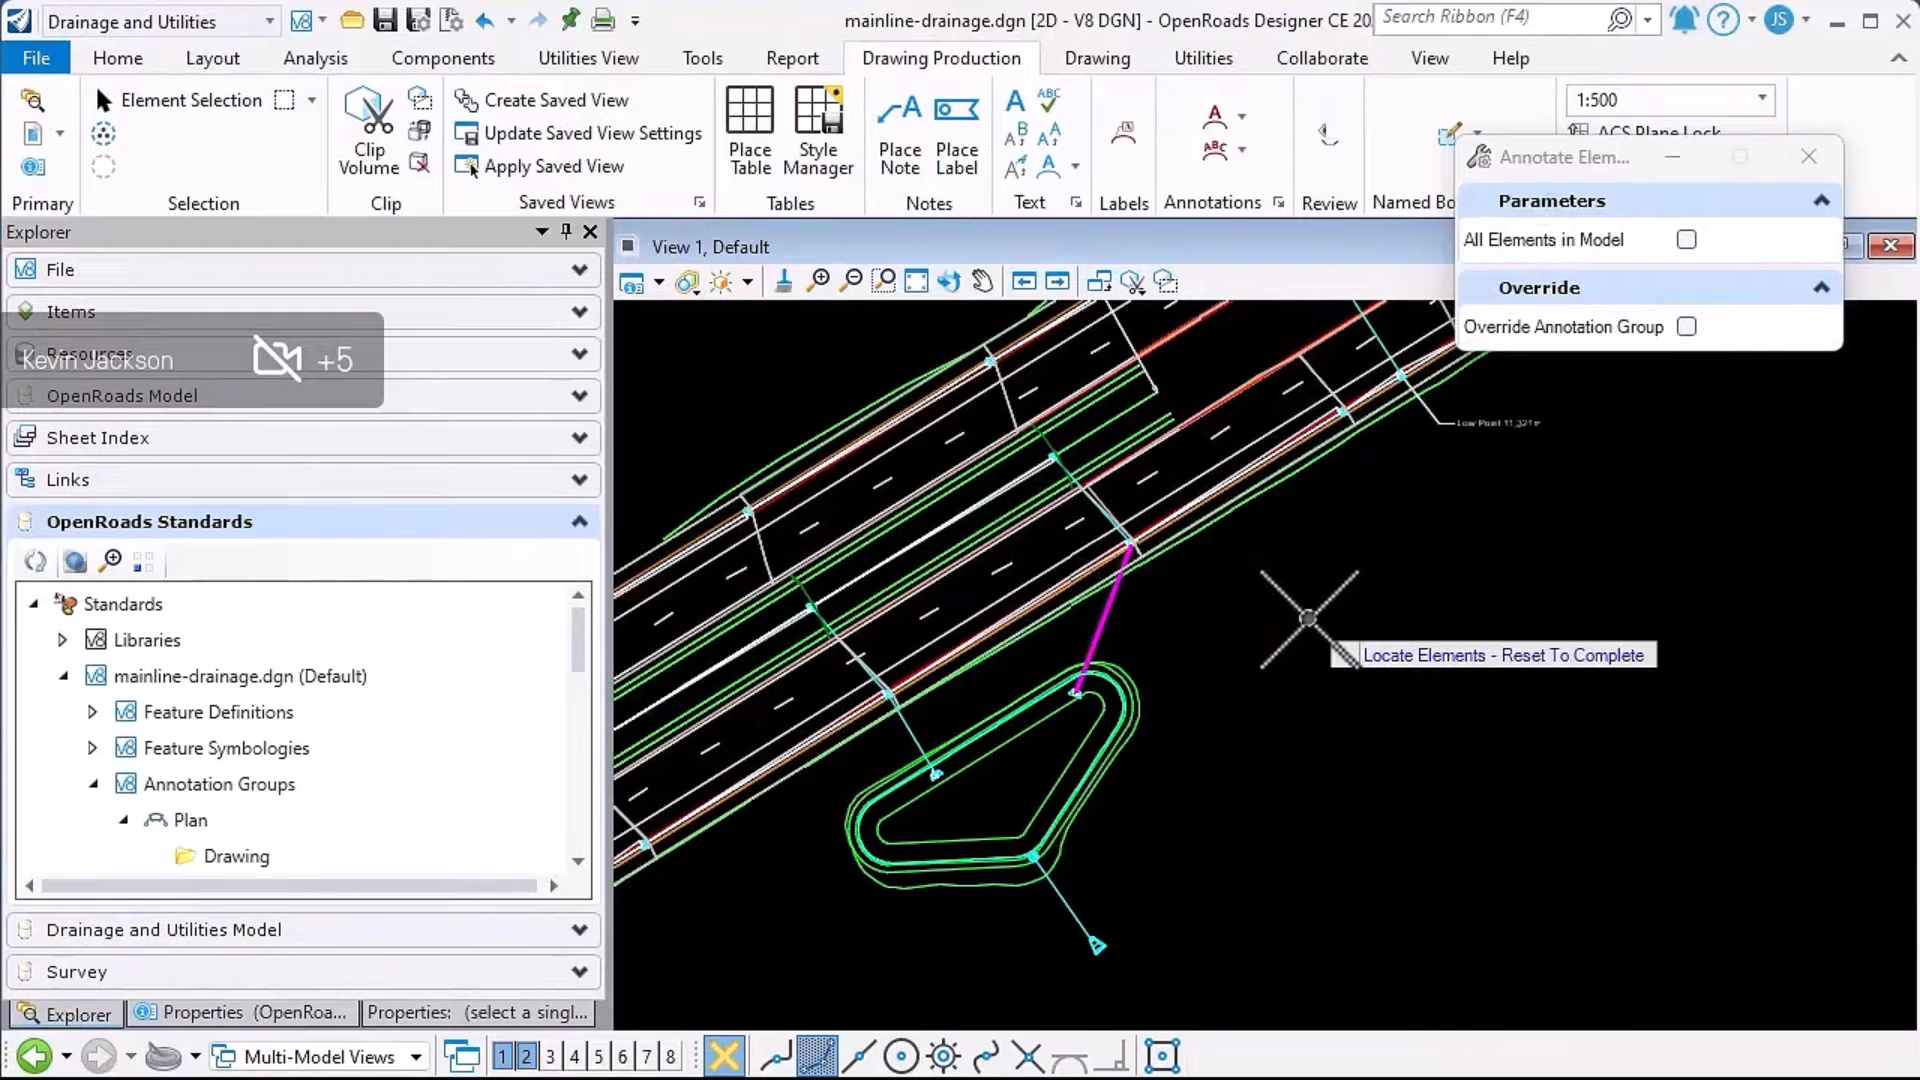 Drainage and Utilities
mainline-drainage.dgn [2D - V8 DGN] - OpenRoads Designer CE 20
Search Ribbon (F4)
JS
File
Home
Layout
Analysis
Components
Utilities View
Tools
Report
Drawing Production
Drawing
Utilities
Collaborate
View
Help
Element Selection
Clip Volume
Create Saved View
Update Saved View Settings
Apply Saved View
Place Table
Style Manager
Place Note
Place Label
1:500
ACS Plane Lock
Primary
Selection
Clip
Saved Views
Tables
Notes
Text
Labels
Annotations
Review
Named Bo
Annotate Elem...
Parameters
All Elements in Model
Override
Override Annotation Group
Explorer
File
Items
Resources
Kevin Jackson
+5
OpenRoads Model
Sheet Index
Links
OpenRoads Standards
Standards
Libraries
mainline-drainage.dgn (Default)
Feature Definitions
Feature Symbologies
Annotation Groups
Plan
Drawing
Drainage and Utilities Model
Survey
Explorer
Properties (OpenRoa...
Properties: (select a singl...
View 1, Default
Locate Elements - Reset To Complete
Multi-Model Views
1 2 3 4 5 6 7 8